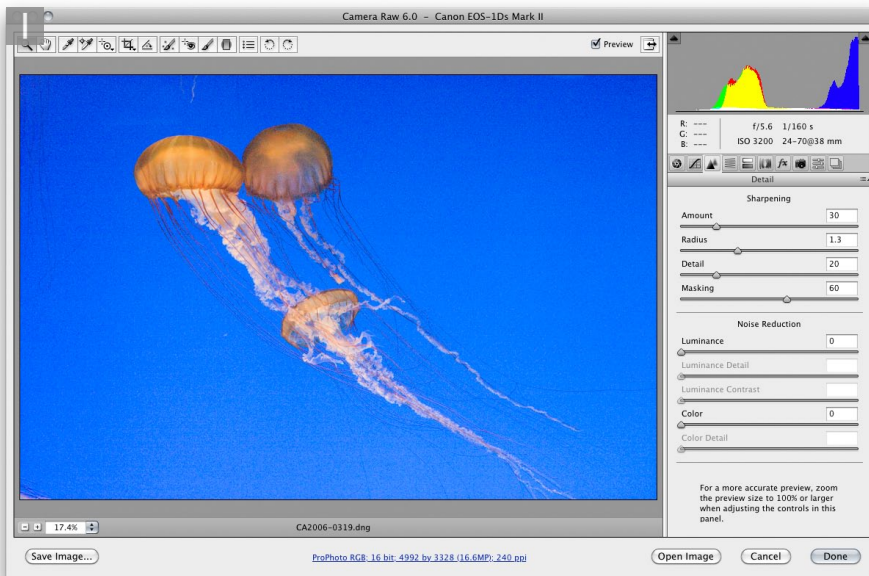 Camera Raw 6.0 – Canon EOS-1Ds Mark II
Preview
R: ---
G: ---
B: ---
f/5.6 1/160 s
ISO 3200 24-70@38 mm
fx
Detail
Sharpening
Amount 30
Radius 1.3
Detail 20
Masking 60
Noise Reduction
Luminance 0
Luminance Detail
Luminance Contrast
Color 0
Color Detail
For a more accurate preview, zoom
the preview size to 100% or larger
when adjusting the controls in this
panel.
17.4% CA2006-0319.dng
Save Image... ProPhoto RGB; 16 bit; 4992 by 3328 (16.6MP); 240 ppi Open Image Cancel Done